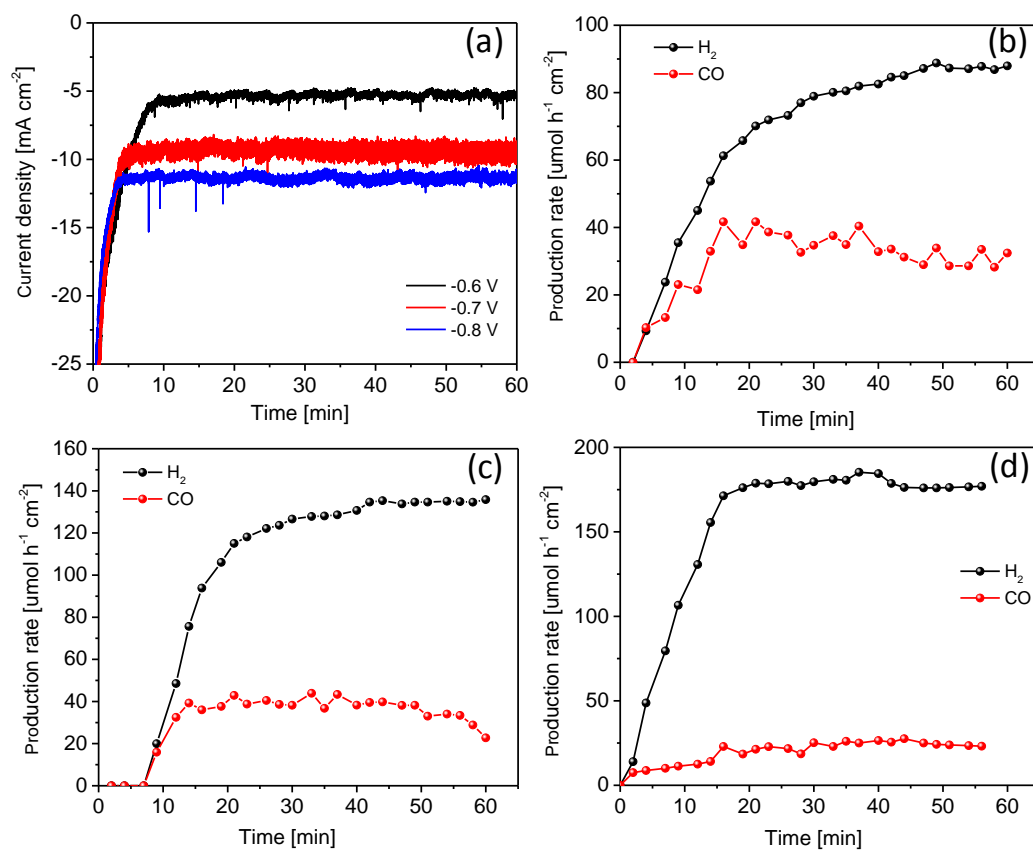 (a)
Current density [mA cm⁻²]
0
-5
-10
-15
-20
-25
-0.6 V
-0.7 V
-0.8 V
0 10 20 30 40 50 60
Time [min]
(b)
Production rate [umol h⁻¹ cm⁻²]
100
80
60
40
20
0
H₂
CO
0 10 20 30 40 50 60
Time [min]
(c)
Production rate [umol h⁻¹ cm⁻²]
160
140
120
100
80
60
40
20
0
H₂
CO
0 10 20 30 40 50 60
Time [min]
(d)
Production rate [umol h⁻¹ cm⁻²]
200
150
100
50
0
H₂
CO
0 10 20 30 40 50 60
Time [min]